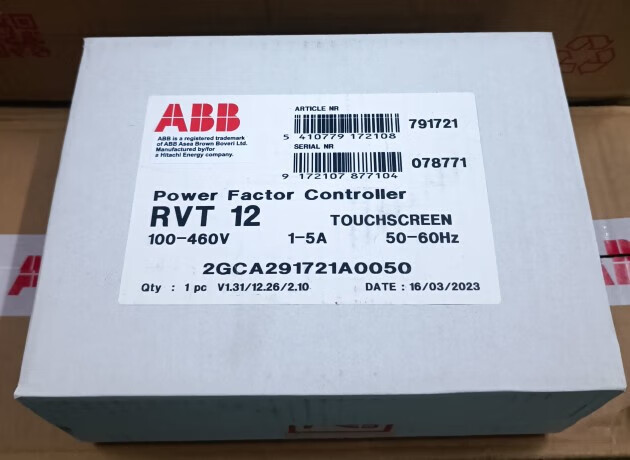 ABB
ABB is a registered trademark
of ABB Asea Brown Boveri Ltd.
Manufactured by/for
a Hitachi Energy company.
ARTICLE NR
5 410779 172108
791721
SERIAL NR
9 172107 877104
078771
Power Factor Controller
RVT 12 TOUCHSCREEN
100-460V 1-5A 50-60Hz
2GCA291721A0050
Qty : 1 pc V1.31/12.26/2.10 DATE : 16/03/2023
ABB
ABB